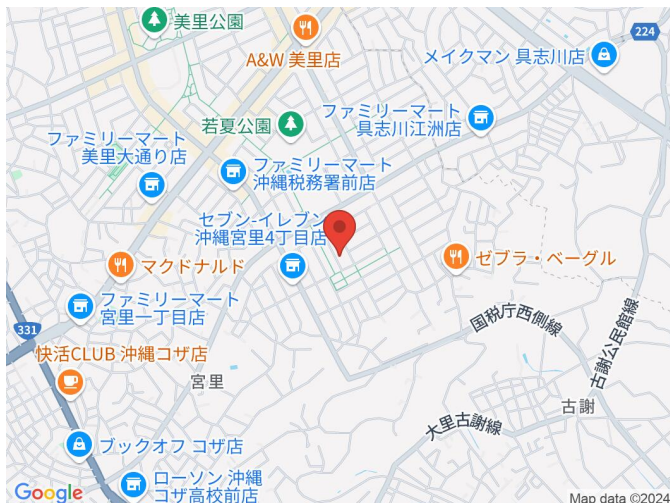 美里公園
A&W 美里店
224
メイクマン 具志川店
若夏公園
ファミリーマート
具志川江洲店
ファミリーマート
美里大通り店
ファミリーマート
沖縄税務署前店
セブン-イレブン
沖縄宮里4丁目店
マクドナルド
ゼブラ・ベーグル
ファミリーマート
宮里一丁目店
国税庁西側線
古謝公民館線
331
快活CLUB 沖縄コザ店
宮里
古謝
大里古謝線
ブックオフ コザ店
ローソン 沖縄
コザ高校前店
Google
Map data ©2024